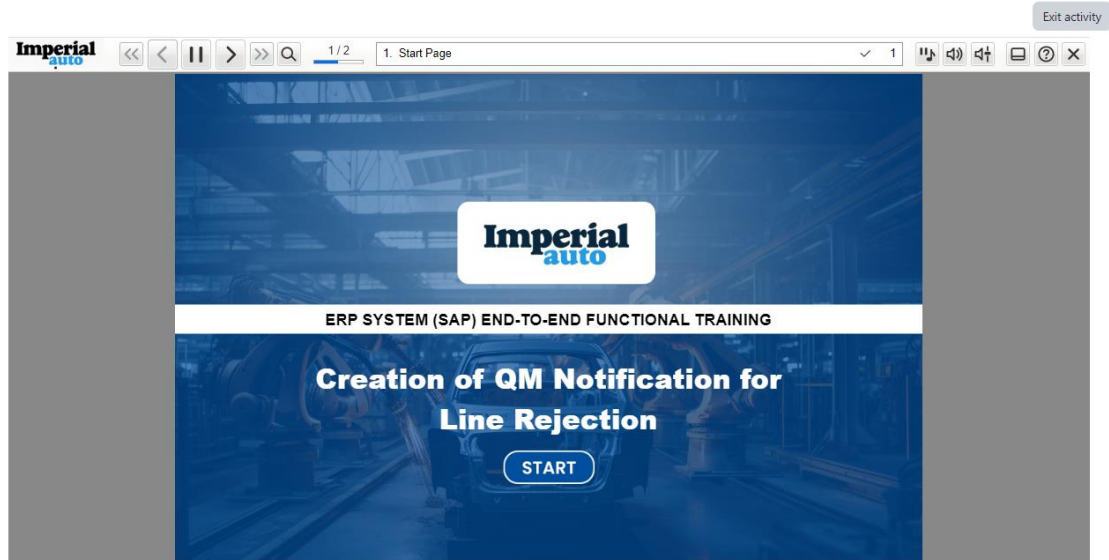 Exit activity
Imperial
auto
1 / 2
1. Start Page
1
Imperial
auto
ERP SYSTEM (SAP) END-TO-END FUNCTIONAL TRAINING
Creation of QM Notification for
Line Rejection
START